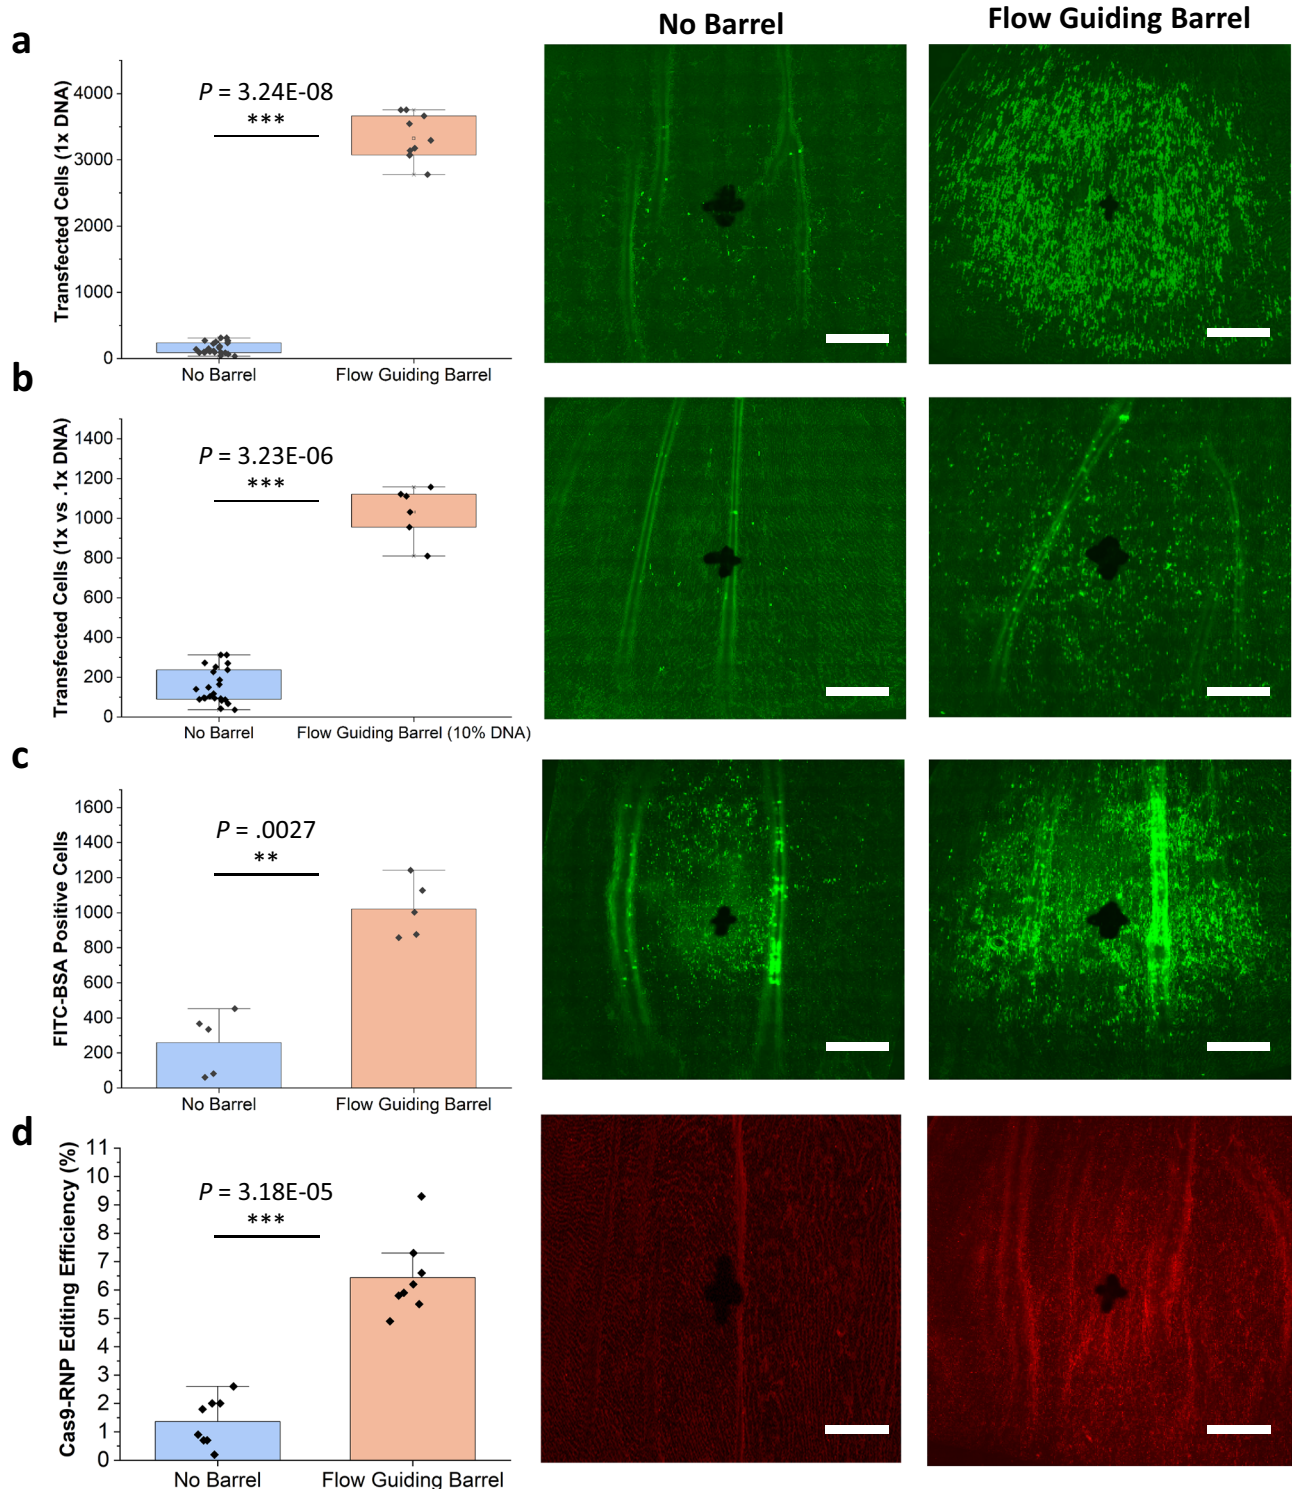 No Barrel
Flow Guiding Barrel
a
Transfected Cells (1x DNA)
4000
3000
2000
1000
0
P = 3.24E-08
***
No Barrel
Flow Guiding Barrel
b
Transfected Cells (1x vs .1x DNA)
1400
1200
1000
800
600
400
200
0
P = 3.23E-06
***
No Barrel
Flow Guiding Barrel (10% DNA)
c
FITC-BSA Positive Cells
1600
1400
1200
1000
800
600
400
200
0
P = .0027
**
No Barrel
Flow Guiding Barrel
d
Cas9-RNP Editing Efficiency (%)
11
10
9
8
7
6
5
4
3
2
1
0
P = 3.18E-05
***
No Barrel
Flow Guiding Barrel